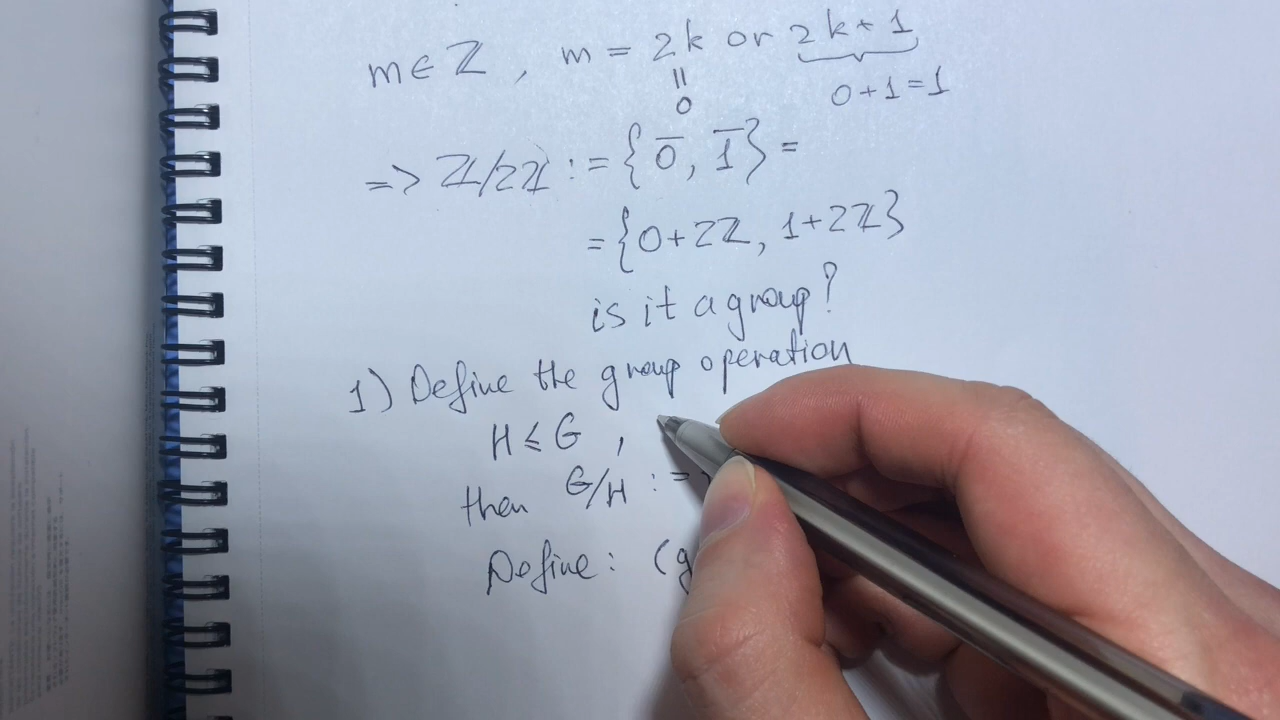 m ∈ ℤ , m = 2k or 2k+1
=
0
0+1=1
=> ℤ/2ℤ := { 0̅, 1̅ } =
= {0+2ℤ, 1+2ℤ}
is it a group?
1) Define the group operation
H ⩽ G ,
then G/H :=
Define: (g